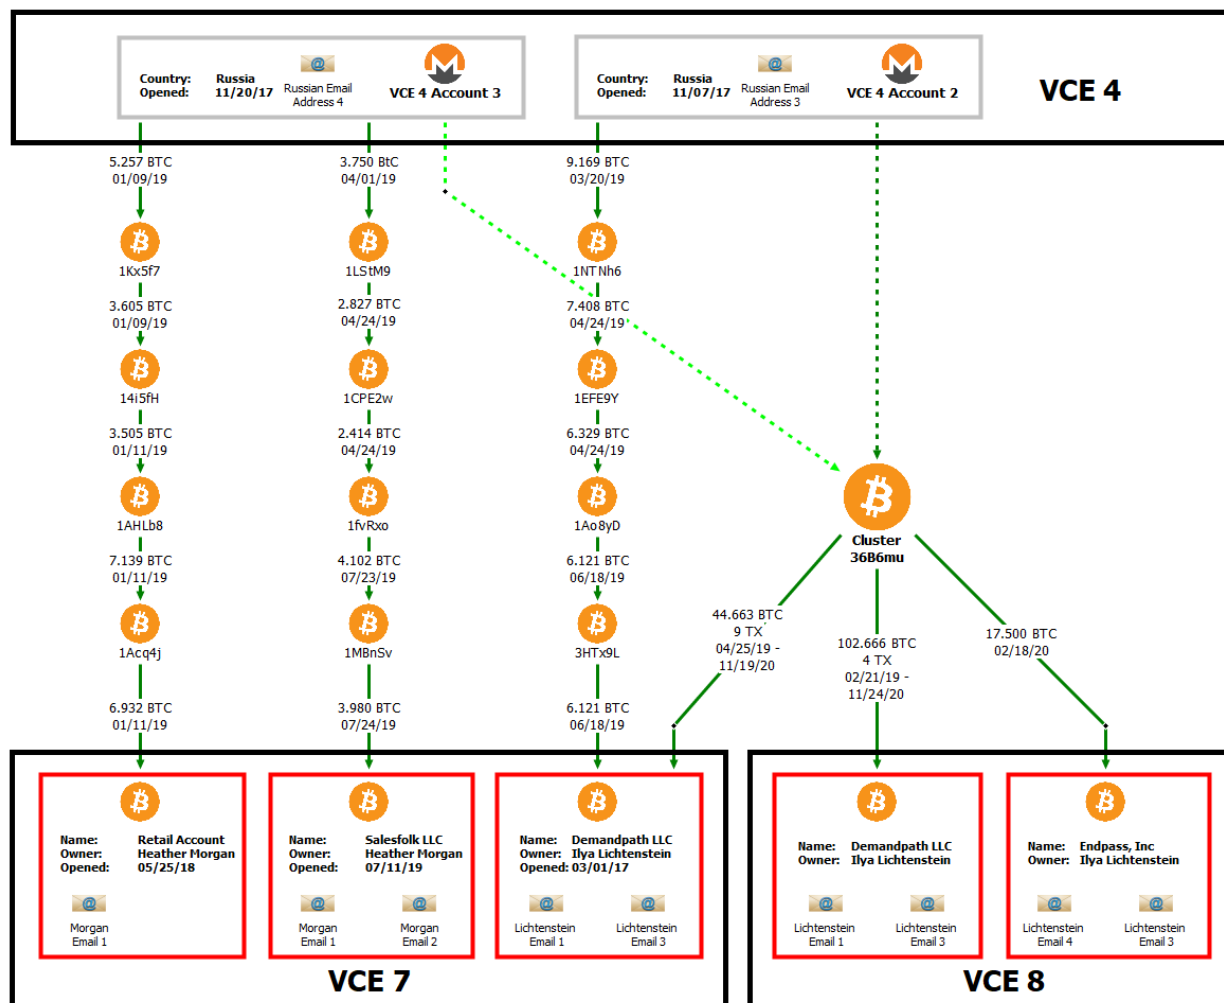 Country: Russia
Opened: 11/20/17
Russian Email
Address 4
VCE 4 Account 3
Country: Russia
Opened: 11/07/17
Russian Email
Address 3
VCE 4 Account 2
VCE 4
5.257 BTC
01/09/19
3.750 BtC
04/01/19
9.169 BTC
03/20/19
1Kx5f7
1LStM9
1NTNh6
3.605 BTC
01/09/19
2.827 BTC
04/24/19
7.408 BTC
04/24/19
14i5fH
1CPE2w
1EFE9Y
3.505 BTC
01/11/19
2.414 BTC
04/24/19
6.329 BTC
04/24/19
1AHLb8
1fvRxo
1Ao8yD
Cluster
36B6mu
7.139 BTC
01/11/19
4.102 BTC
07/23/19
6.121 BTC
06/18/19
44.663 BTC
9 TX
04/25/19 -
11/19/20
102.666 BTC
4 TX
02/21/19 -
11/24/20
17.500 BTC
02/18/20
1Acq4j
1MBnSv
3HTx9L
6.932 BTC
01/11/19
3.980 BTC
07/24/19
6.121 BTC
06/18/19
Name: Retail Account
Owner: Heather Morgan
Opened: 05/25/18
Morgan
Email 1
Name: Salesfolk LLC
Owner: Heather Morgan
Opened: 07/11/19
Morgan
Email 1
Morgan
Email 2
Name: Demandpath LLC
Owner: Ilya Lichtenstein
Opened: 03/01/17
Lichtenstein
Email 1
Lichtenstein
Email 3
VCE 7
Name: Demandpath LLC
Owner: Ilya Lichtenstein
Lichtenstein
Email 1
Lichtenstein
Email 3
Name: Endpass, Inc
Owner: Ilya Lichtenstein
Lichtenstein
Email 4
Lichtenstein
Email 3
VCE 8